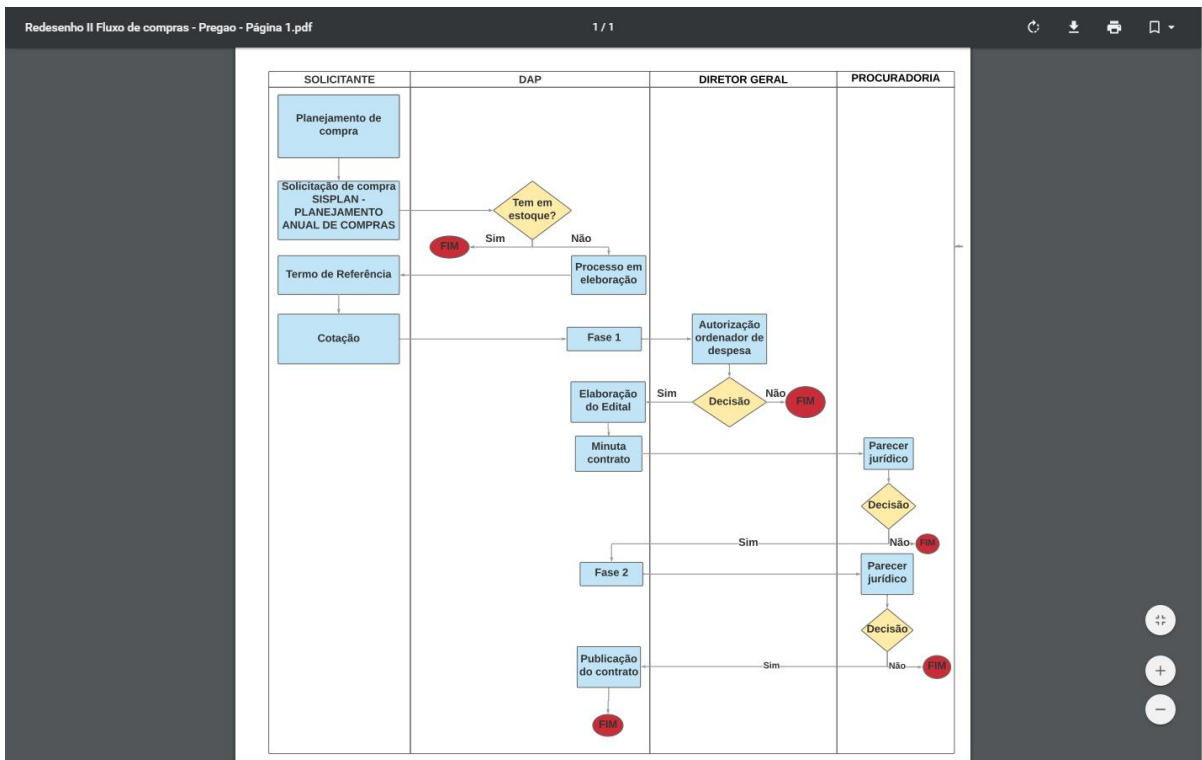 Redesenho II Fluxo de compras - Pregao - Página 1.pdf
1 / 1
SOLICITANTE
DAP
DIRETOR GERAL
PROCURADORIA
Planejamento de
compra
Solicitação de compra
SISPLAN -
PLANEJAMENTO
ANUAL DE COMPRAS
Tem em
estoque?
Sim
Não
FIM
Processo em
eleboração
Termo de Referência
Cotação
Fase 1
Autorização
ordenador de
despesa
Elaboração
do Edital
Sim
Decisão
Não
FIM
Minuta
contrato
Parecer
jurídico
Decisão
Sim
Não
FIM
Fase 2
Parecer
jurídico
Decisão
Publicação
do contrato
Sim
Não
FIM
FIM